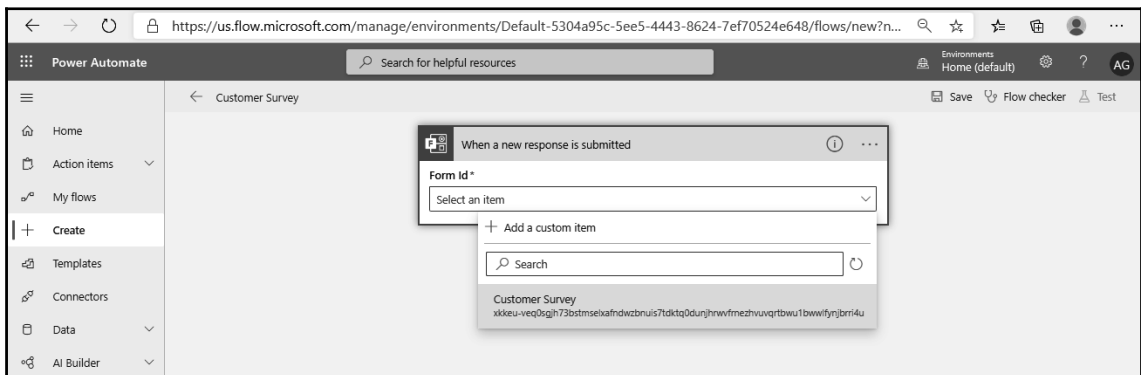 https://us.flow.microsoft.com/manage/environments/Default-5304a95c-5ee5-4443-8624-7ef70524e648/flows/new?n...
Power Automate
Search for helpful resources
Environments
Home (default)
? AG
Customer Survey
Save Flow checker Test
Home
Action items
My flows
Create
Templates
Connectors
Data
AI Builder
When a new response is submitted
Form Id *
Select an item
Add a custom item
Search
Customer Survey